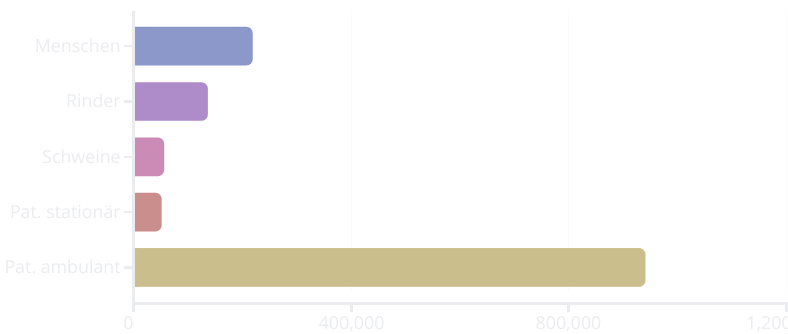 Menschen
Rinder
Schweine
Pat. stationär
Pat. ambulant
0 400,000 800,000 1,200